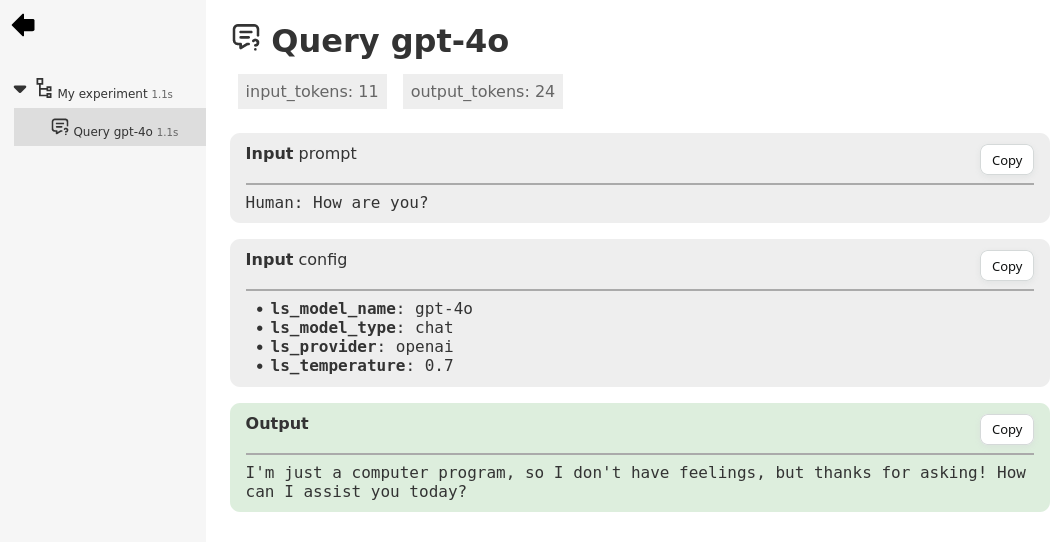 My experiment 1.1s
Query gpt-4o 1.1s
Query gpt-4o
input_tokens: 11 output_tokens: 24
Input prompt
Copy
Human: How are you?
Input config
Copy
• ls_model_name: gpt-4o
• ls_model_type: chat
• ls_provider: openai
• ls_temperature: 0.7
Output
Copy
I'm just a computer program, so I don't have feelings, but thanks for asking! How
can I assist you today?